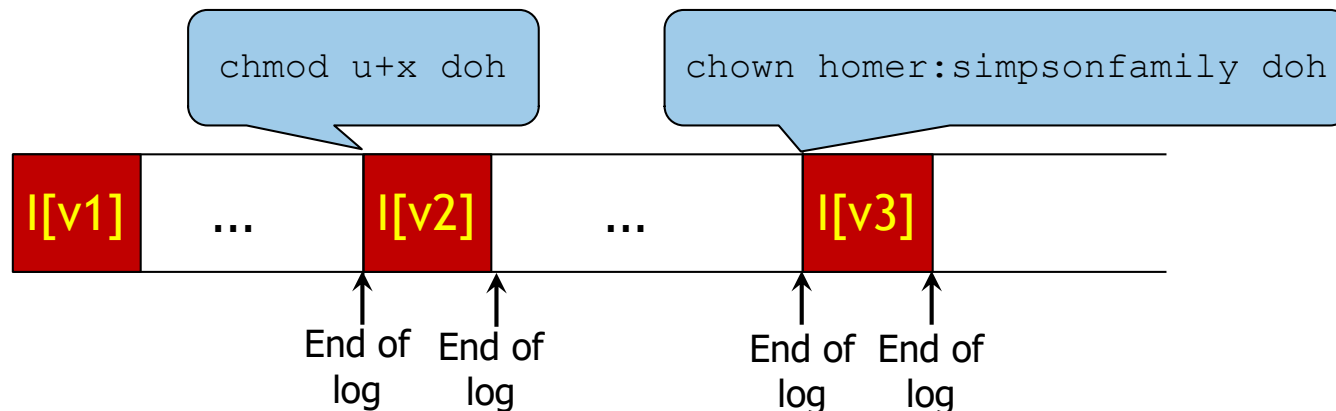 chmod u+x doh
chown homer:simpsonfamily doh
I[v1] ... I[v2] ... I[v3]
End of End of End of End of
log log log log